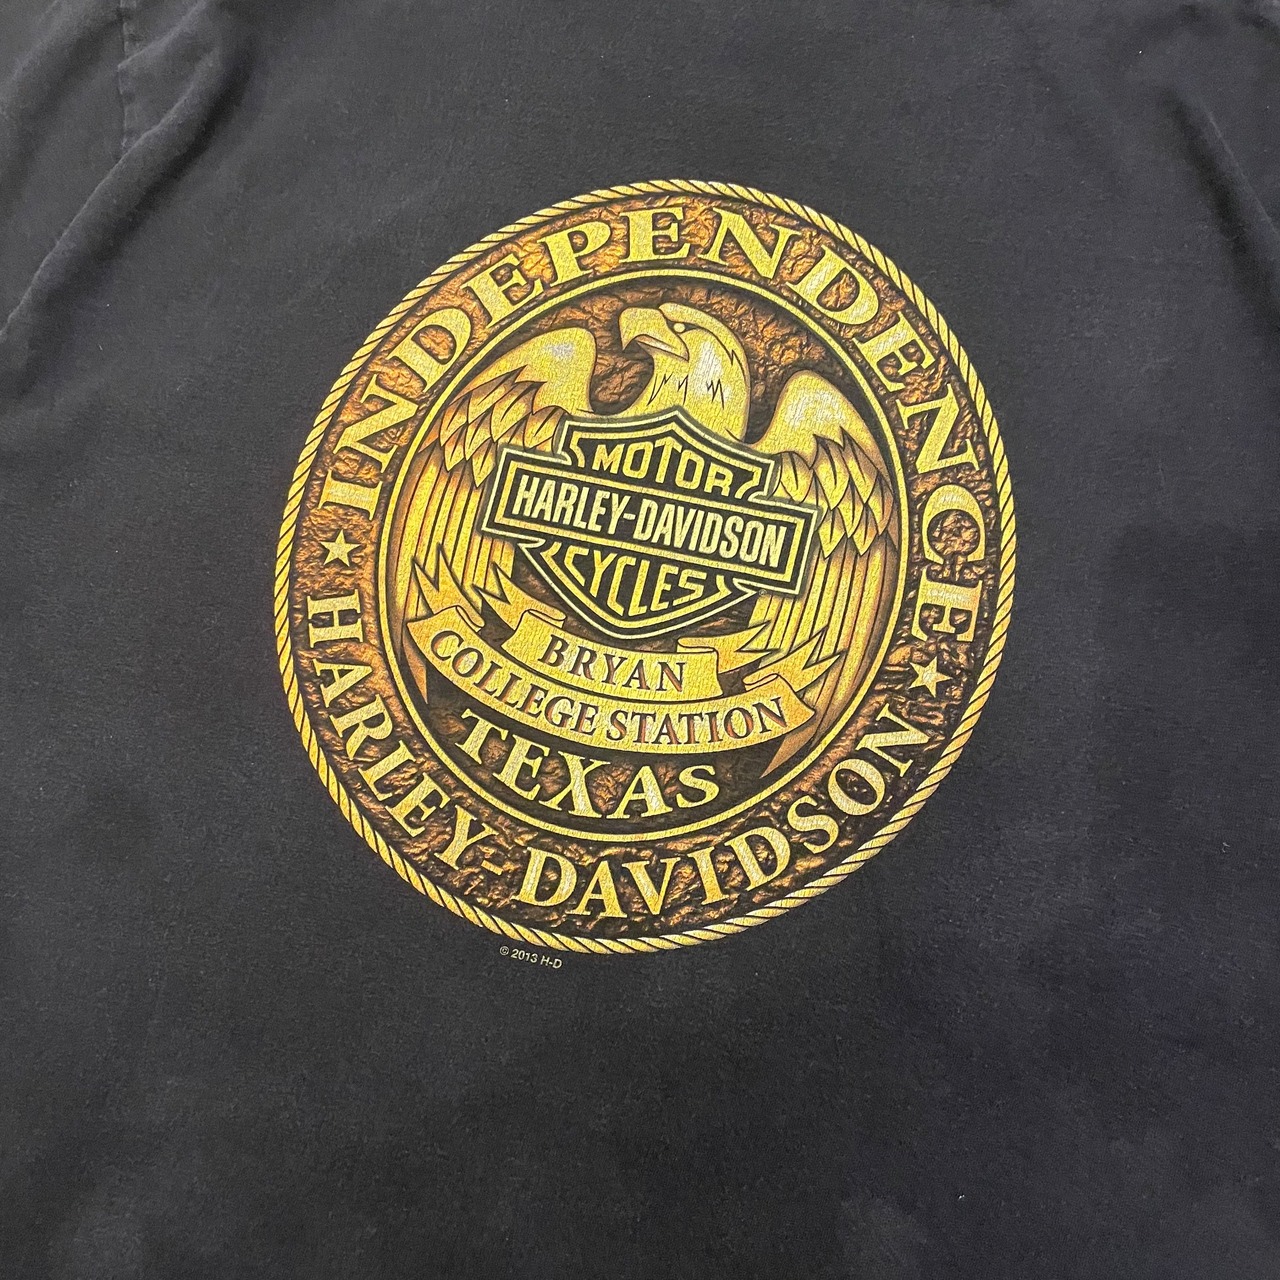 INDEPENDENCE
MOTOR
HARLEY-DAVIDSON
CYCLES
BRYAN
COLLEGE STATION
TEXAS
HARLEY-DAVIDSON
© 2013 H-D